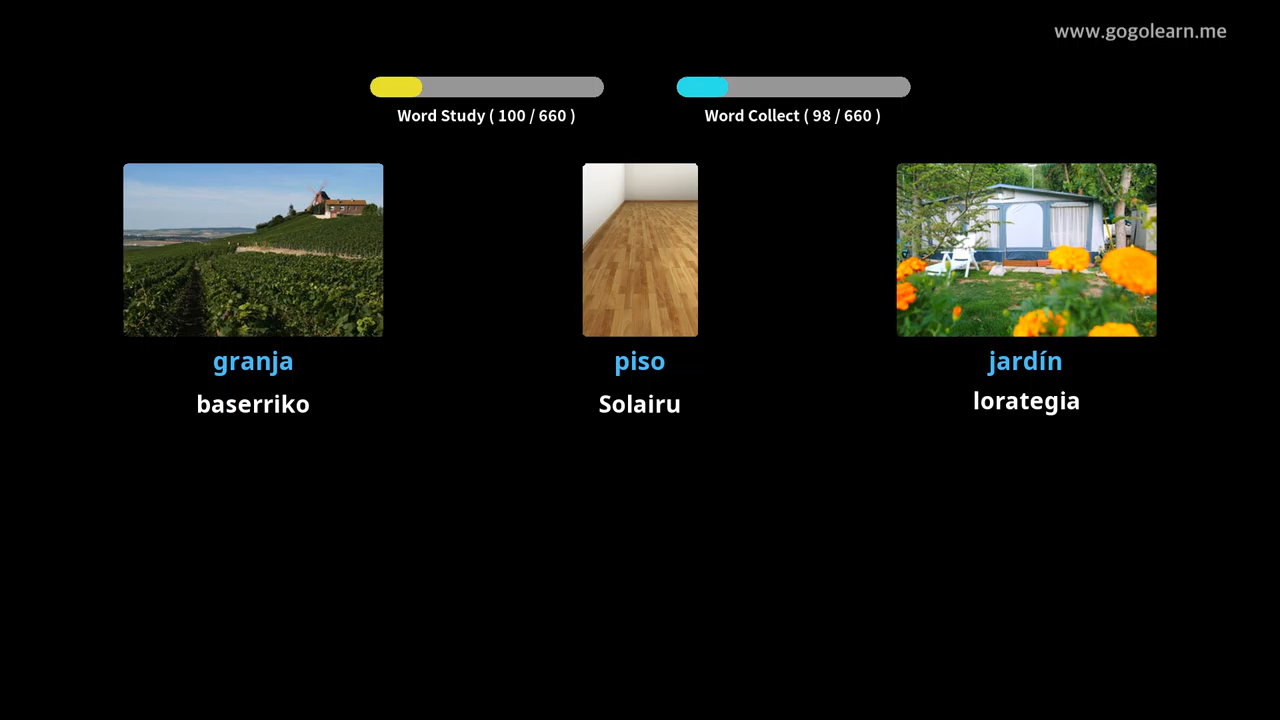 www.gogolearn.me
Word Study ( 100 / 660 )
Word Collect ( 98 / 660 )
granja
piso
jardín
baserriko
Solairu
lorategia